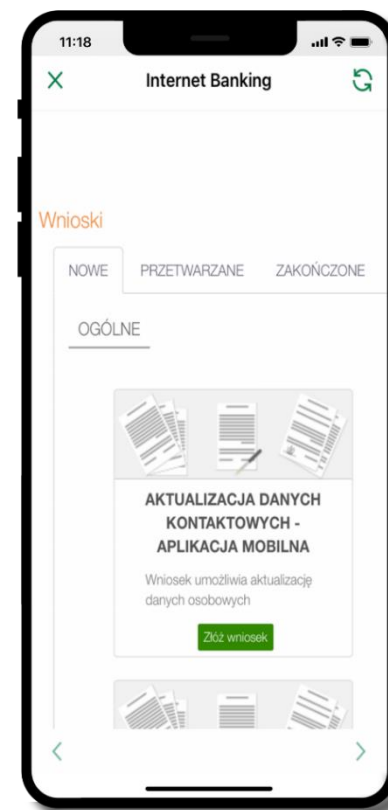 11:18
Internet Banking
Wnioski
NOWE PRZETWARZANE ZAKOŃCZONE
OGÓLNE
AKTUALIZACJA DANYCH
KONTAKTOWYCH -
APLIKACJA MOBILNA
Wniosek umożliwia aktualizację
danych osobowych
Złóż wniosek